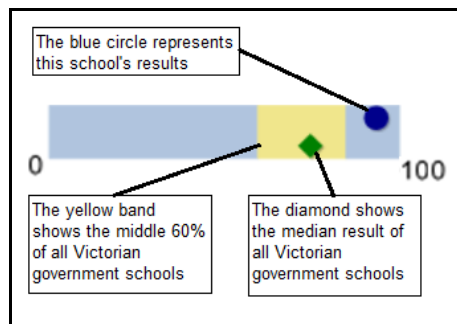 The blue circle represents
this school's results
0
100
The yellow band
shows the middle 60%
of all Victorian
government schools
The diamond shows
the median result of
all Victorian
government schools